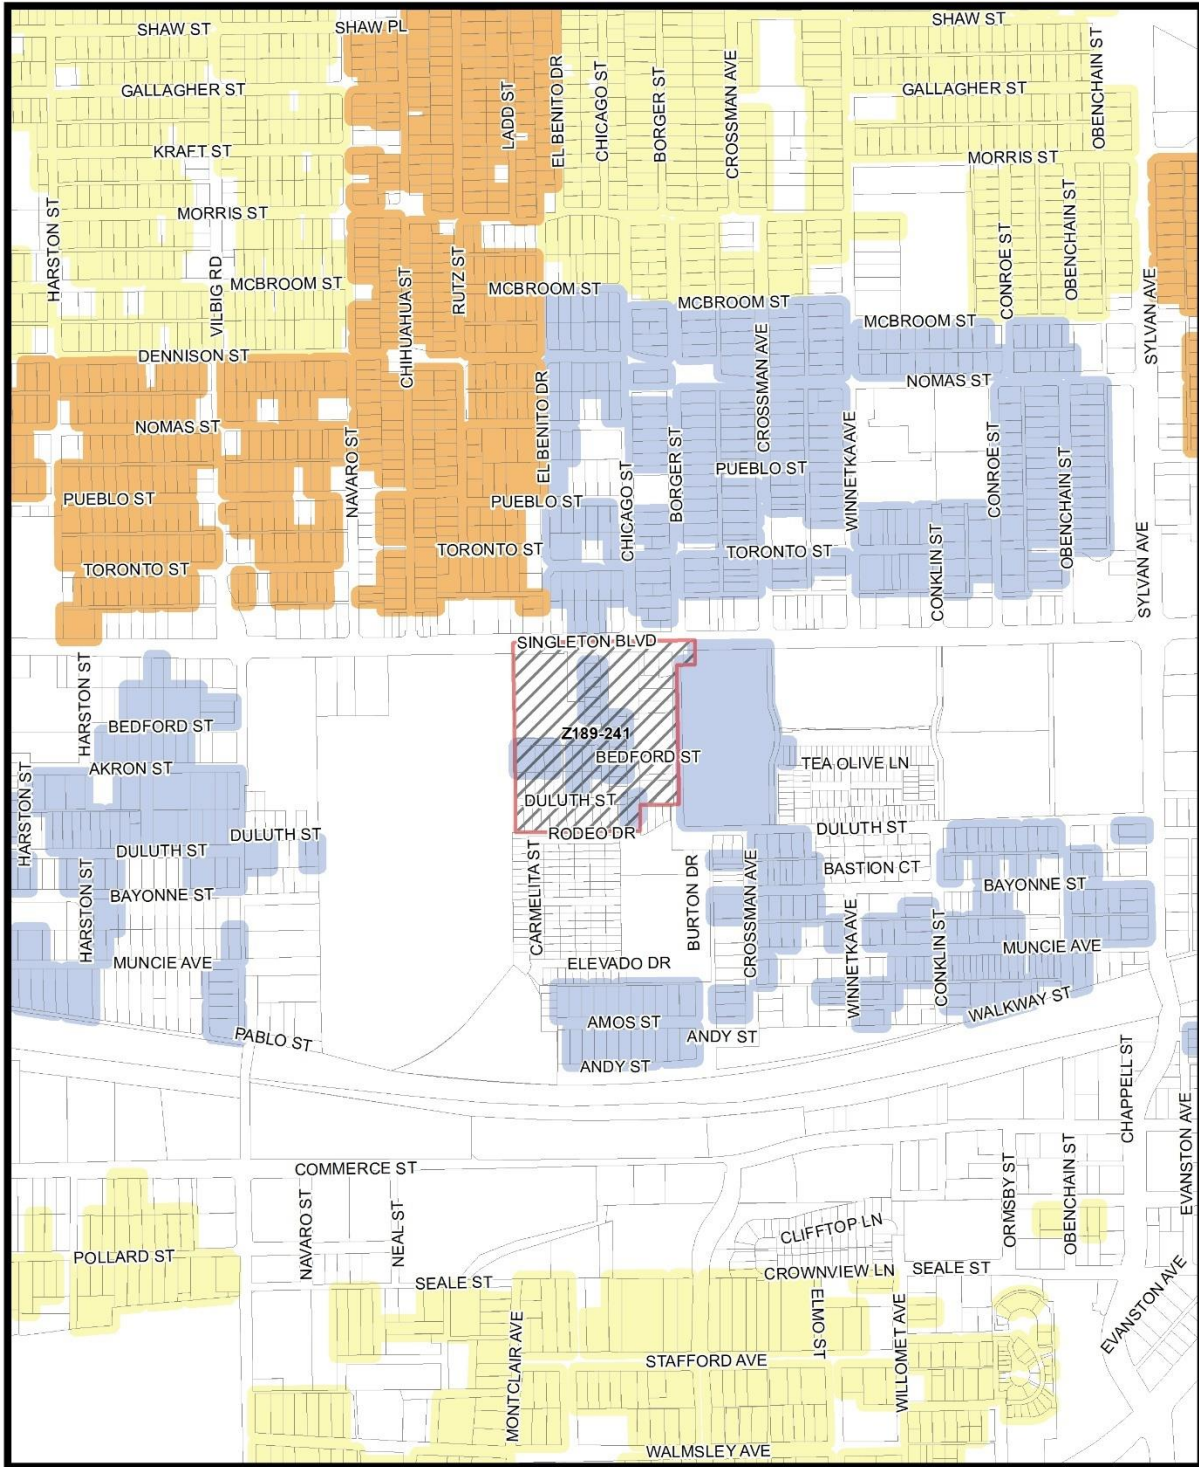 SHAW ST
SHAW PL
SHAW ST
GALLAGHER ST
LADD ST
EL BENITO DR
CHICAGO ST
BORGER ST
CROSSMAN AVE
GALLAGHER ST
OBENCHAIN ST
KRAFT ST
MORRIS ST
MORRIS ST
HARSTON ST
VILBIG RD
MCBROOM ST
CHIHUAHUA ST
RUTZ ST
MCBROOM ST
MCBROOM ST
CONROE ST
OBENCHAIN ST
SYLVAN AVE
MCBROOM ST
DENNISON ST
CROSSMAN AVE
NOMAS ST
EL BENITO DR
NOMAS ST
NAVARO ST
CHICAGO ST
BORGER ST
PUEBLO ST
WINNETKA AVE
CONROE ST
OBENCHAIN ST
PUEBLO ST
PUEBLO ST
TORONTO ST
TORONTO ST
TORONTO ST
CONKLIN ST
SYLVAN AVE
SINGLETON BLVD
HARSTON ST
BEDFORD ST
Z189-241
BEDFORD ST
AKRON ST
TEA OLIVE LN
HARSTON ST
DULUTH ST
DULUTH ST
RODEO DR
DULUTH ST
DULUTH ST
BASTION CT
HARSTON ST
BAYONNE ST
CARMELITA ST
BURTON DR
CROSSMAN AVE
BAYONNE ST
WINNETKA AVE
CONKLIN ST
MUNCIE AVE
MUNCIE AVE
ELEVADO DR
WALKWAY ST
AMOS ST
ANDY ST
PABLO ST
ANDY ST
CHAPPELL ST
EVANSTON AVE
COMMERCE ST
NAVARO ST
NEAL ST
ORMSBY ST
OBENCHAIN ST
CLIFFTOP LN
POLLARD ST
CROWNVIEW LN
SEALE ST
SEALE ST
MONTCLAIR AVE
ELMO ST
WILLOMET AVE
EVANSTON AVE
STAFFORD AVE
WALMSLEY AVE